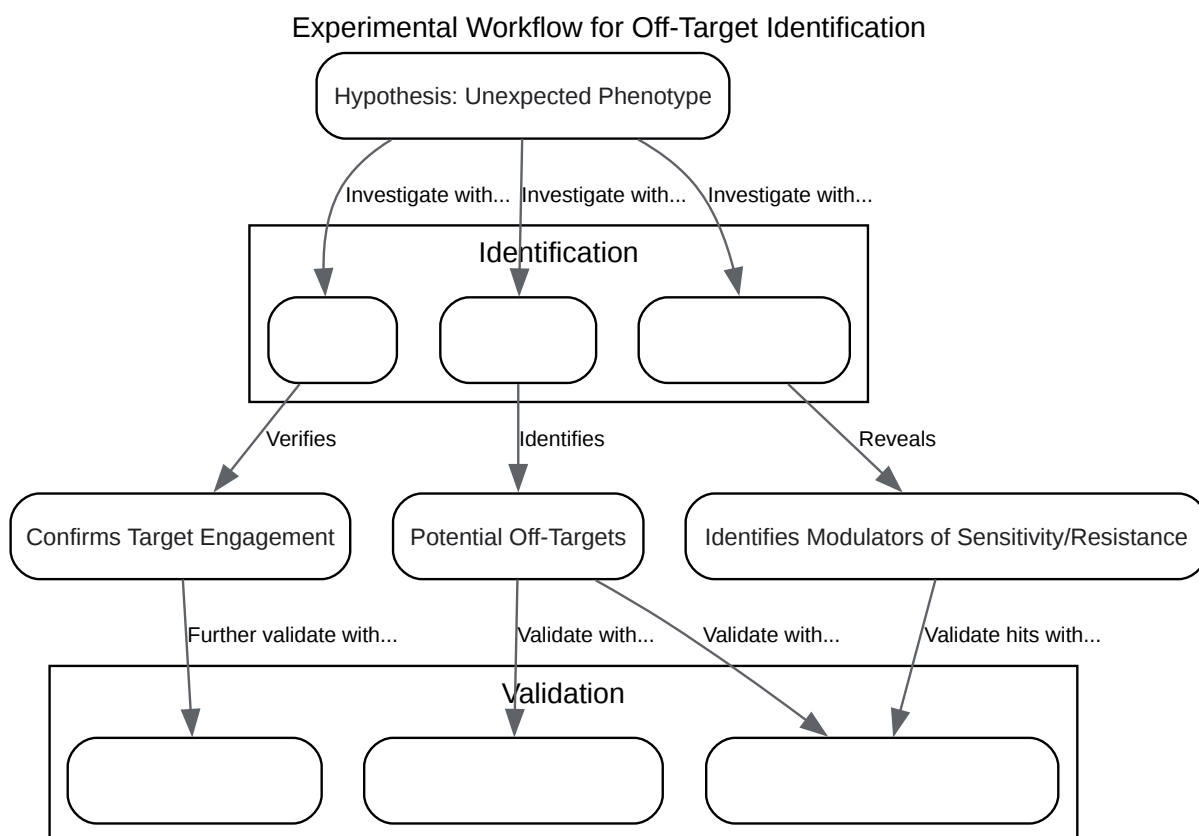 Experimental Workflow for Off-Target Identification
Hypothesis: Unexpected Phenotype
Investigate with...
Investigate with...
Investigate with...
Identification
Verifies
Identifies
Reveals
Confirms Target Engagement
Potential Off-Targets
Identifies Modulators of Sensitivity/Resistance
Further validate with...
Validate with...
Validate with...
Validate hits with...
Validation